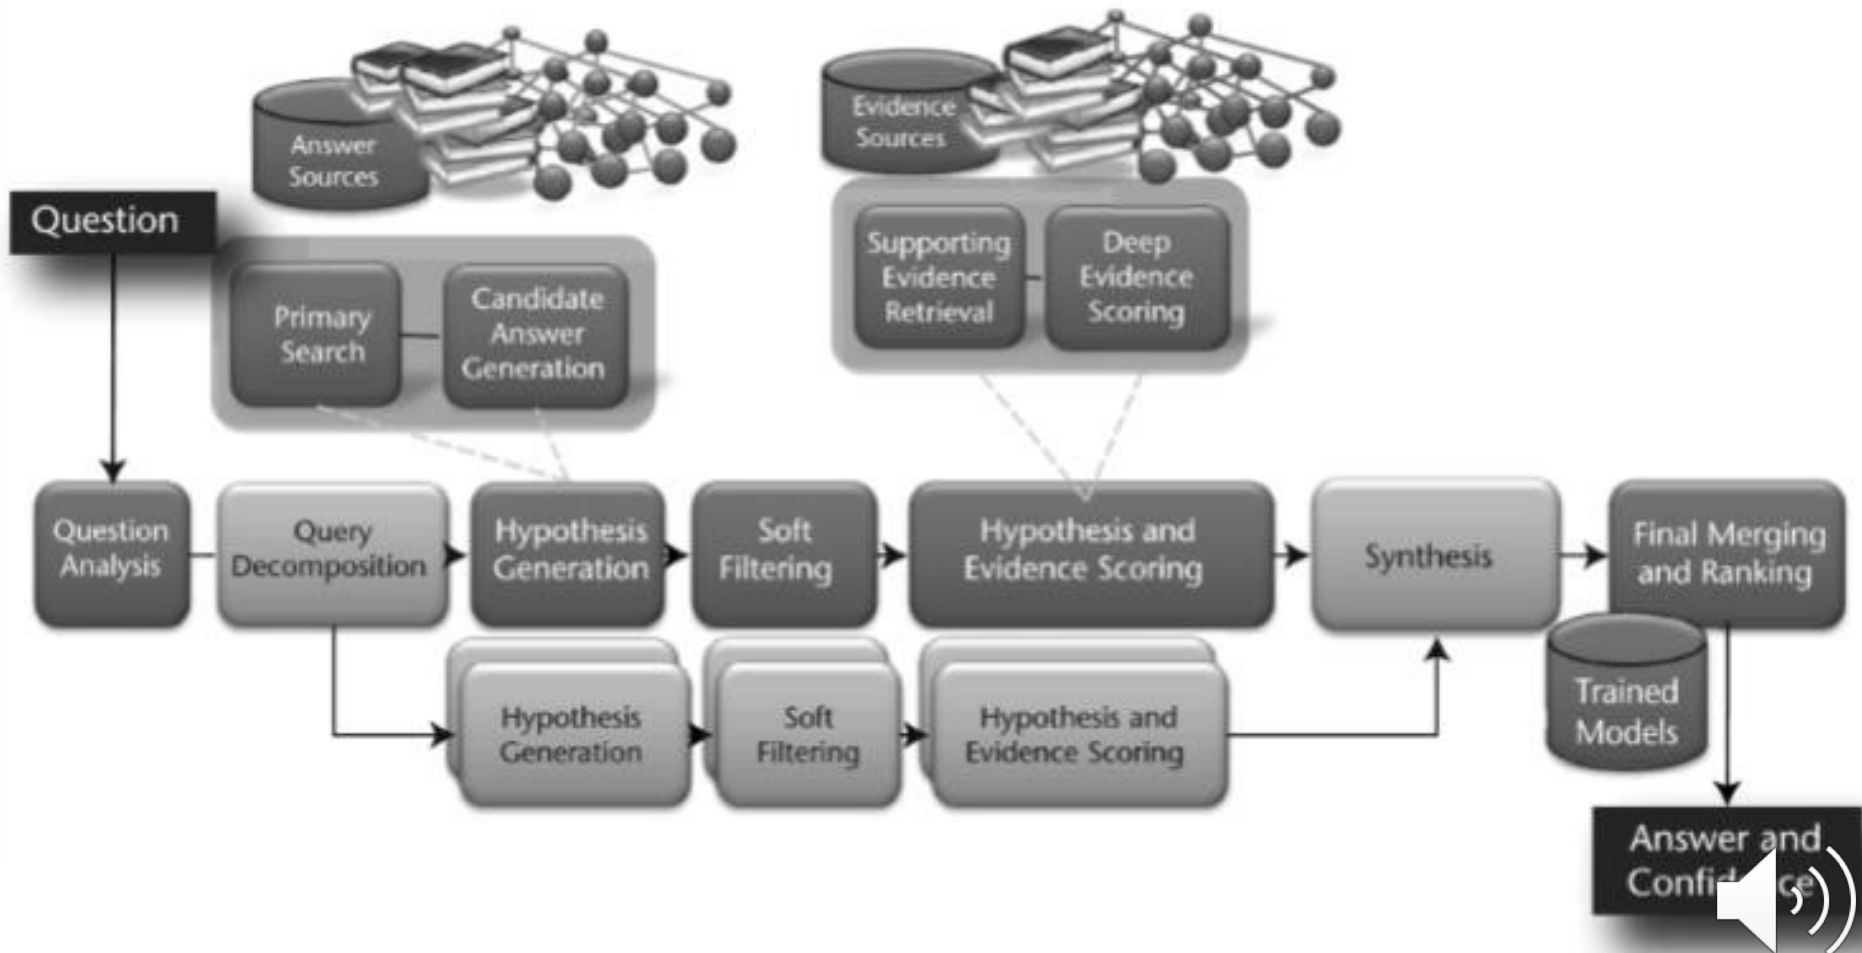 Answer
Sources
Evidence
Sources
Question
Primary
Search
Candidate
Answer
Generation
Supporting
Evidence
Retrieval
Deep
Evidence
Scoring
Question
Analysis
Query
Decomposition
Hypothesis
Generation
Soft
Filtering
Hypothesis and
Evidence Scoring
Synthesis
Final Merging
and Ranking
Hypothesis
Generation
Soft
Filtering
Hypothesis and
Evidence Scoring
Trained
Models
Answer and
Confidence